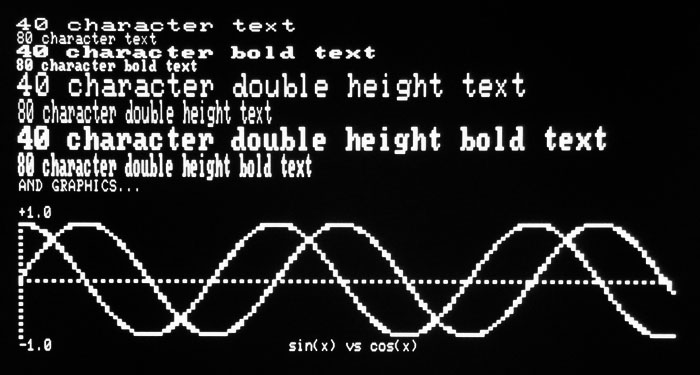 40 character text
80 character text
40 character bold text
80 character bold text
40 character double height text
80 character double height text
40 character double height bold text
80 character double height bold text
AND GRAPHICS...
+1.0
-1.0
sin(x) vs cos(x)